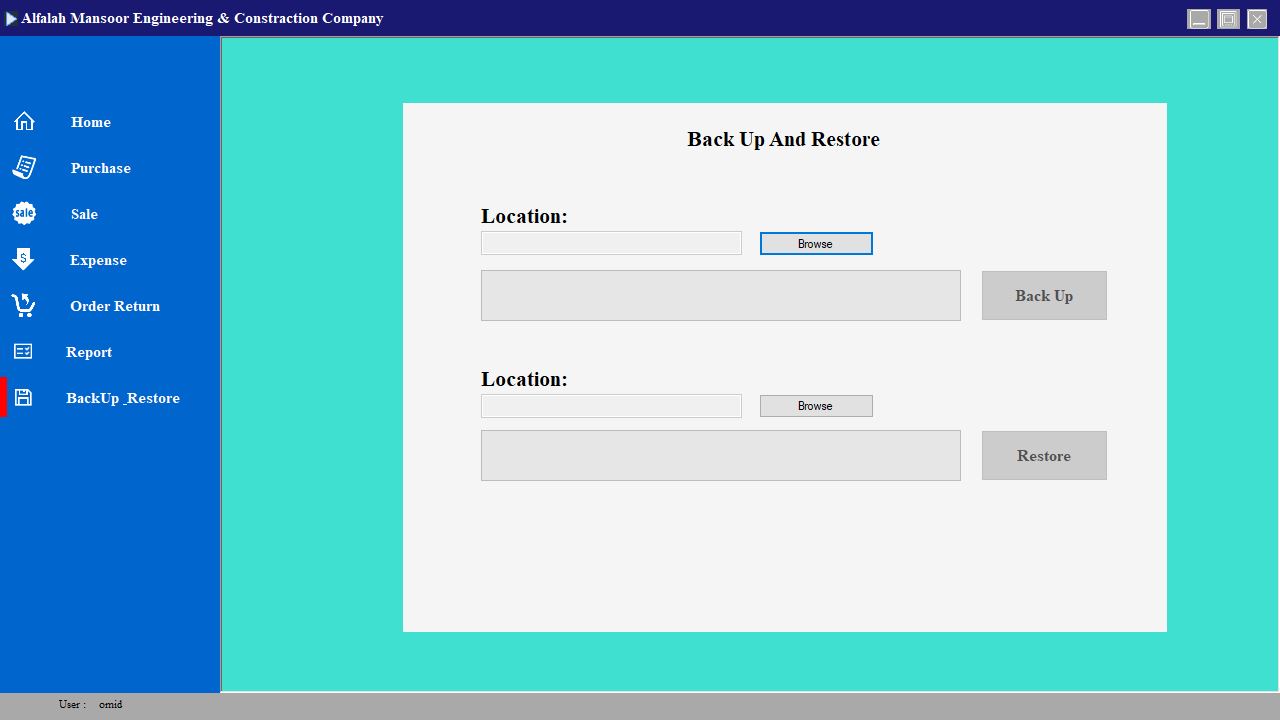 Alfalah Mansoor Engineering & Constraction Company
Home
Purchase
sale
Sale
$
Expense
Order Return
Report
BackUp _Restore
Back Up And Restore
Location:
Browse
Back Up
Location:
Browse
Restore
User : omid